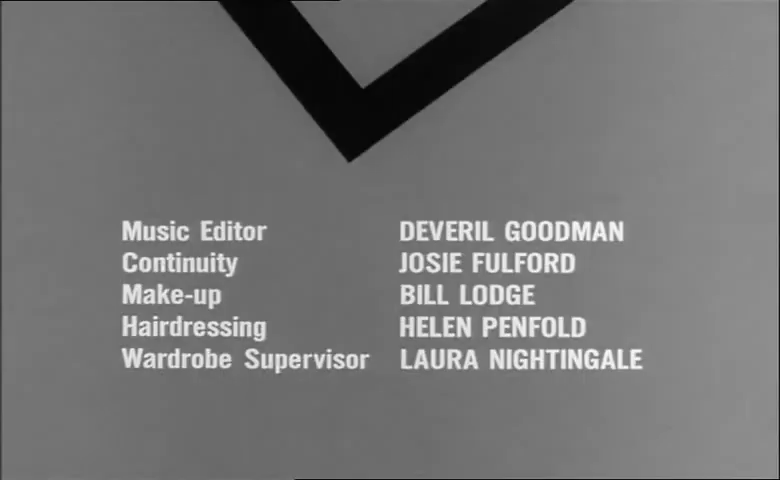 Music Editor DEVERIL GOODMAN
Continuity JOSIE FULFORD
Make-up BILL LODGE
Hairdressing HELEN PENFOLD
Wardrobe Supervisor LAURA NIGHTINGALE